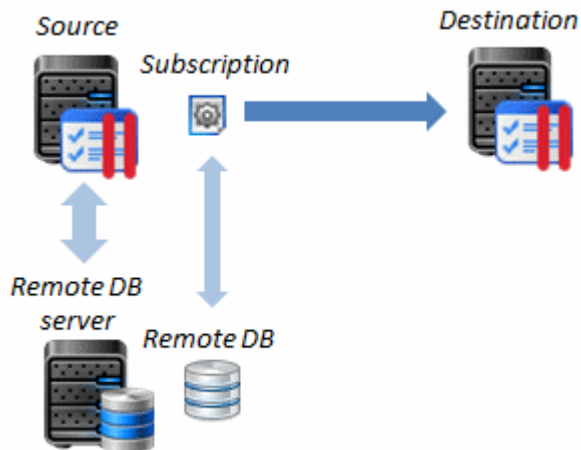 Source
Destination
Subscription
Remote DB
server
Remote DB